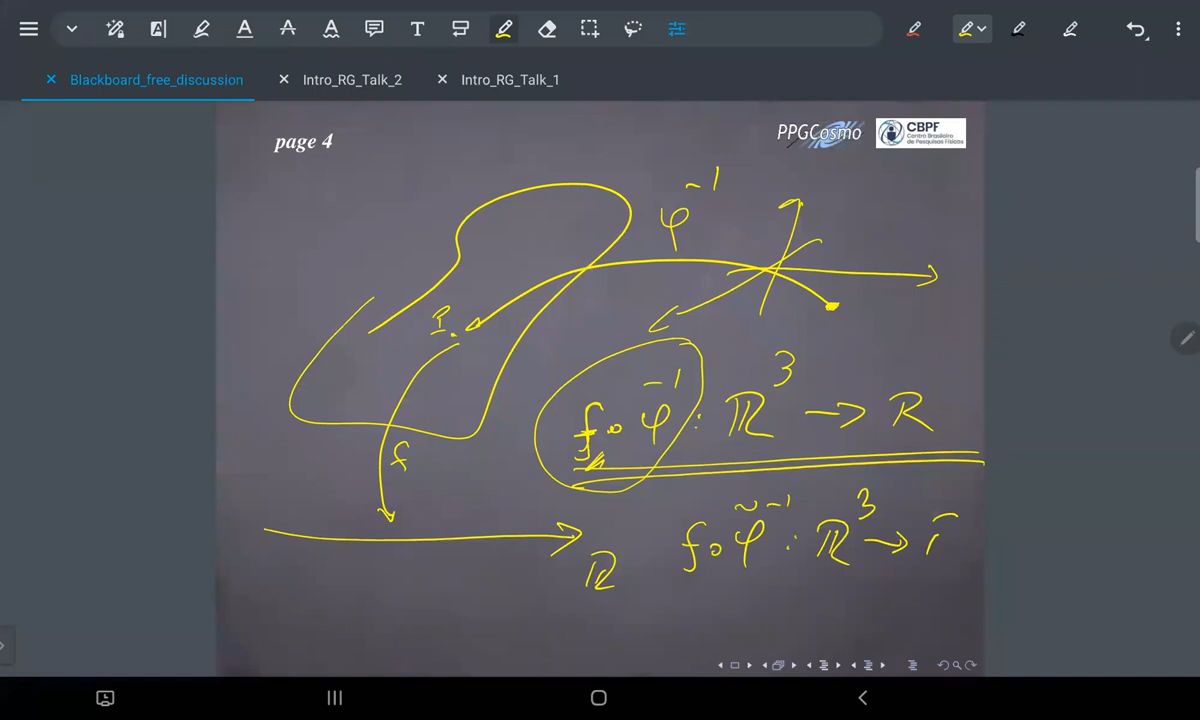 Blackboard_free_discussion
Intro_RG_Talk_2
Intro_RG_Talk_1
page 4
PPGCosmo
CBPF
Centro Brasileiro
de Pesquisas Físicas
φ⁻¹
f
f∘φ⁻¹: ℝ³ → ℝ
f∘φ̃⁻¹: ℝ³ →
ℝ